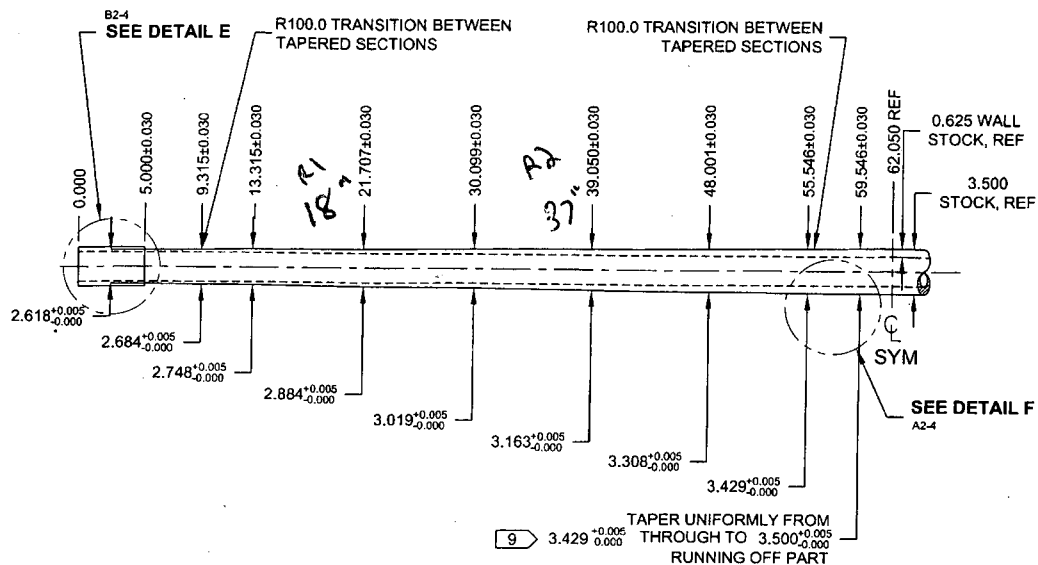 B2-4
SEE DETAIL E
R100.0 TRANSITION BETWEEN
TAPERED SECTIONS
R100.0 TRANSITION BETWEEN
TAPERED SECTIONS
0.000
5.000±0.030
9.315±0.030
13.315±0.030
R1
18"
21.707±0.030
30.099±0.030
R2
37"
39.050±0.030
48.001±0.030
55.546±0.030
59.546±0.030
62.050 REF
0.625 WALL
STOCK, REF
3.500
STOCK, REF
2.618+0.005
-0.000
2.684+0.005
-0.000
2.748+0.005
-0.000
2.884+0.005
-0.000
3.019+0.005
-0.000
3.163+0.005
-0.000
3.308+0.005
-0.000
3.429+0.005
-0.000
CL
SYM
SEE DETAIL F
A2-4
TAPER UNIFORMLY FROM
9 3.429 +0.005 0.000 THROUGH TO 3.500+0.005 -0.000
RUNNING OFF PART